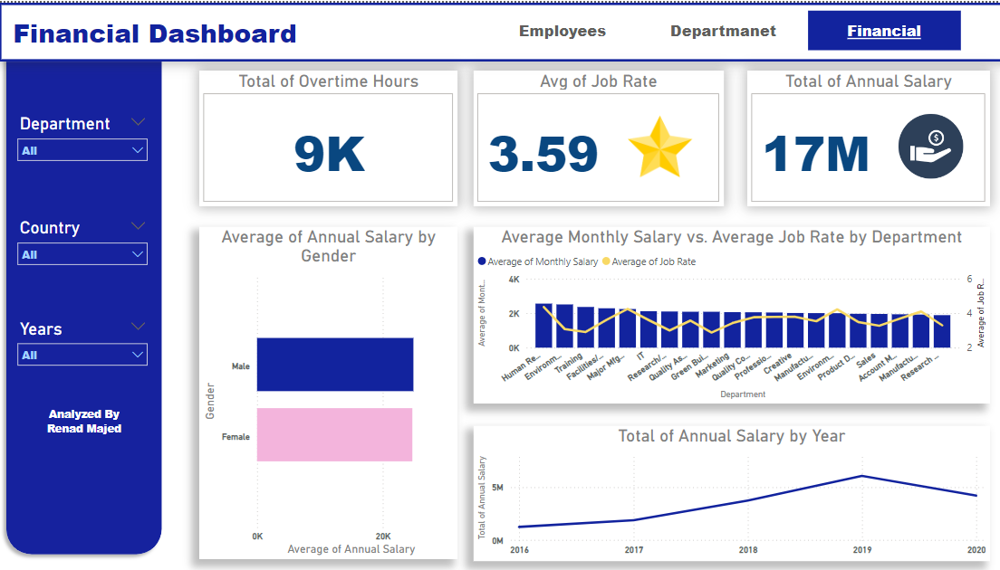 Financial Dashboard
Employees
Departmanet
Financial
Department
All
Country
All
Years
All
Analyzed By
Renad Majed
Total of Overtime Hours
9K
Avg of Job Rate
3.59
Total of Annual Salary
17M
$
Average of Annual Salary by
Gender
Gender
Male
Female
0K
20K
Average of Annual Salary
Average Monthly Salary vs. Average Job Rate by Department
Average of Monthly Salary
Average of Job Rate
Average of Mont...
4K
2K
0K
6
4
2
Average of Job R...
Human Re...
Environm...
Training
Facilities/...
Major Mfg...
IT
Research/...
Quality As...
Green Bui...
Marketing
Quality Co...
Professio...
Creative
Manufactu...
Environm...
Product D...
Sales
Account M...
Manufactu...
Research ...
Department
Total of Annual Salary by Year
Total of Annual Salary
5M
0M
2016
2017
2018
2019
2020